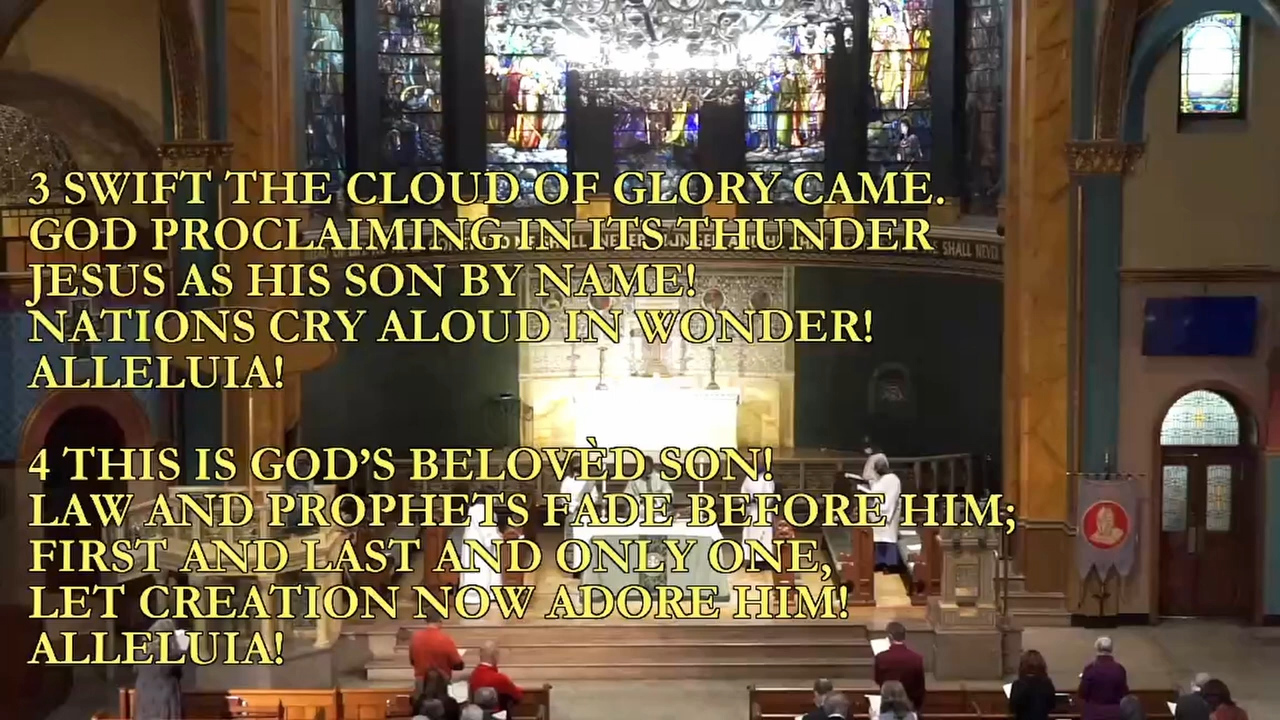 3 SWIFT THE CLOUD OF GLORY CAME.
GOD PROCLAIMING IN ITS THUNDER
JESUS AS HIS SON BY NAME!
NATIONS CRY ALOUD IN WONDER!
ALLELUIA!
4 THIS IS GOD'S BELOVÈD SON!
LAW AND PROPHETS FADE BEFORE HIM;
FIRST AND LAST AND ONLY ONE,
LET CREATION NOW ADORE HIM!
ALLELUIA!
SHALL NEVER